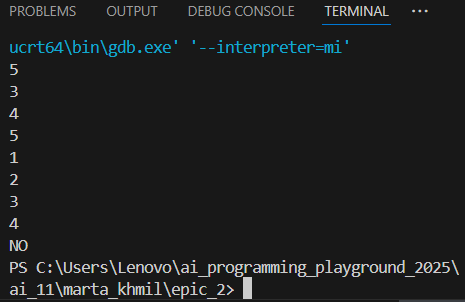 PROBLEMS OUTPUT DEBUG CONSOLE TERMINAL ···
ucrt64\bin\gdb.exe' '--interpreter=mi'
5
3
4
5
1
2
3
4
NO
PS C:\Users\Lenovo\ai_programming_playground_2025\
ai_11\marta_khmil\epic_2>